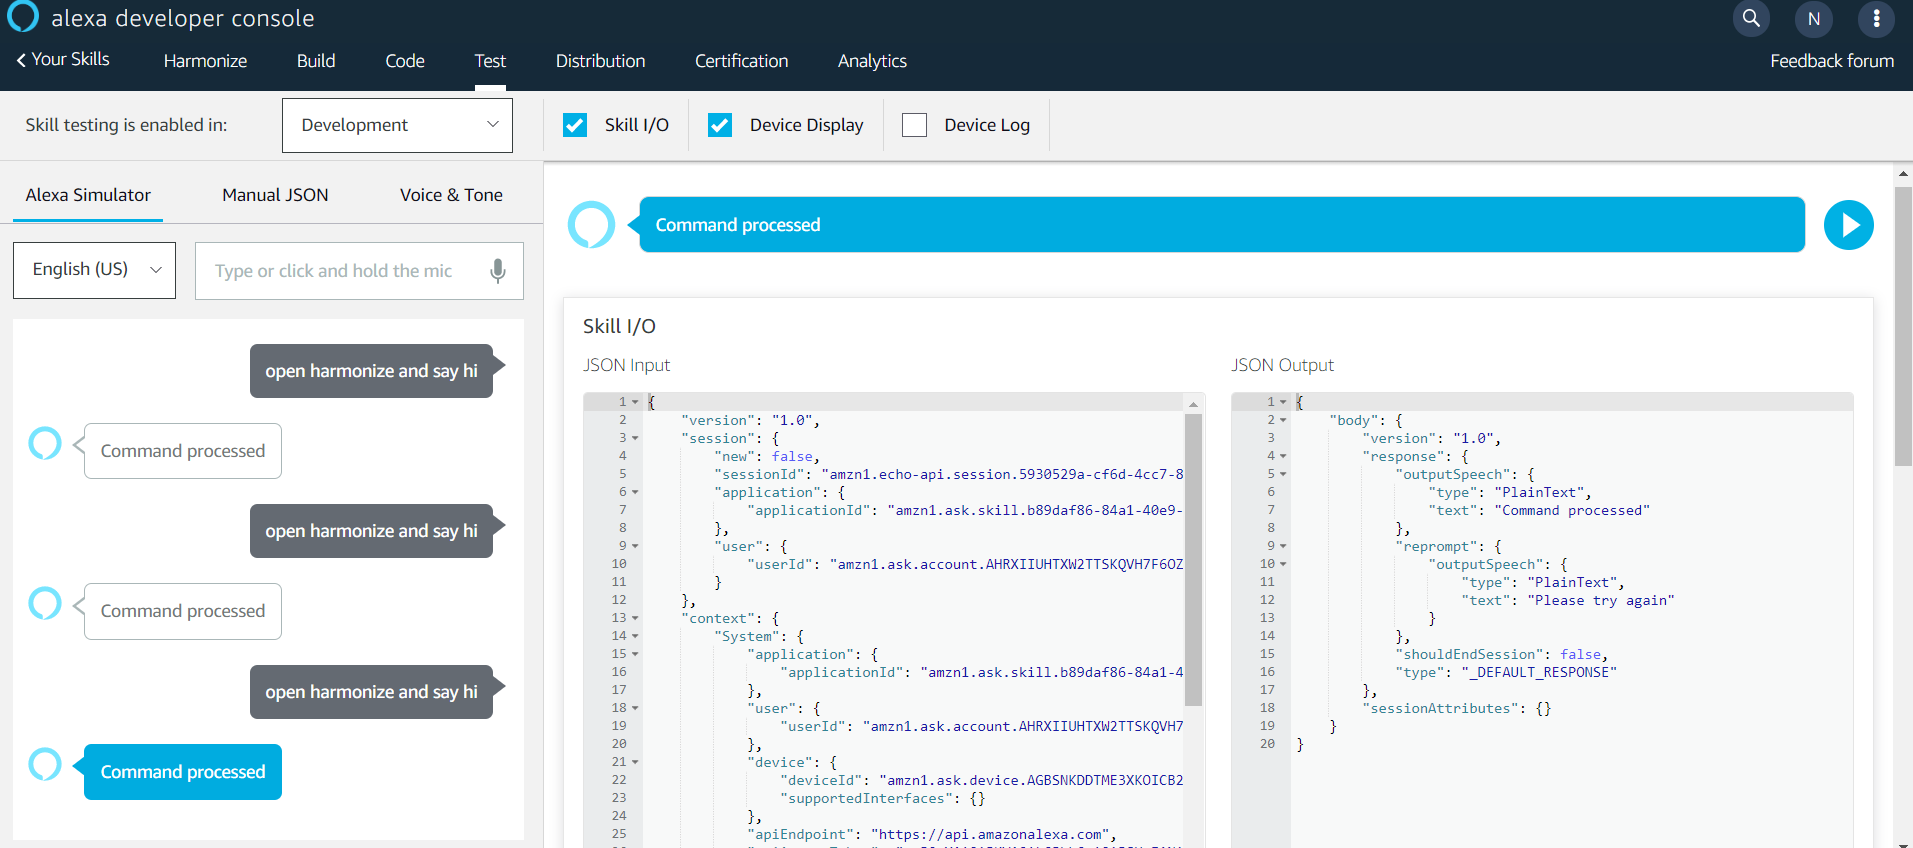 alexa developer console
N
Your Skills
Harmonize
Build
Code
Test
Distribution
Certification
Analytics
Feedback forum
Skill testing is enabled in:
Development
Skill I/O
Device Display
Device Log
Alexa Simulator
Manual JSON
Voice & Tone
English (US)
Type or click and hold the mic
open harmonize and say hi
Command processed
open harmonize and say hi
Command processed
open harmonize and say hi
Command processed
Command processed
Skill I/O
JSON Input
1 {
2 "version": "1.0",
3 "session": {
4 "new": false,
5 "sessionId": "amzn1.echo-api.session.5930529a-cf6d-4cc7-8
6 "application": {
7 "applicationId": "amzn1.ask.skill.b89daf86-84a1-40e9-
8 },
9 "user": {
10 "userId": "amzn1.ask.account.AHRXIIUHTXW2TTSKQVH7F6OZ
11 }
12 },
13 "context": {
14 "System": {
15 "application": {
16 "applicationId": "amzn1.ask.skill.b89daf86-84a1-4
17 },
18 "user": {
19 "userId": "amzn1.ask.account.AHRXIIUHTXW2TTSKQVH7
20 },
21 "device": {
22 "deviceId": "amzn1.ask.device.AGBSNKDDTME3XKOICB2
23 "supportedInterfaces": {}
24 },
25 "apiEndpoint": "https://api.amazonalexa.com",
JSON Output
1 {
2 "body": {
3 "version": "1.0",
4 "response": {
5 "outputSpeech": {
6 "type": "PlainText",
7 "text": "Command processed"
8 },
9 "reprompt": {
10 "outputSpeech": {
11 "type": "PlainText",
12 "text": "Please try again"
13 }
14 },
15 "shouldEndSession": false,
16 "type": "_DEFAULT_RESPONSE"
17 },
18 "sessionAttributes": {}
19 }
20 }